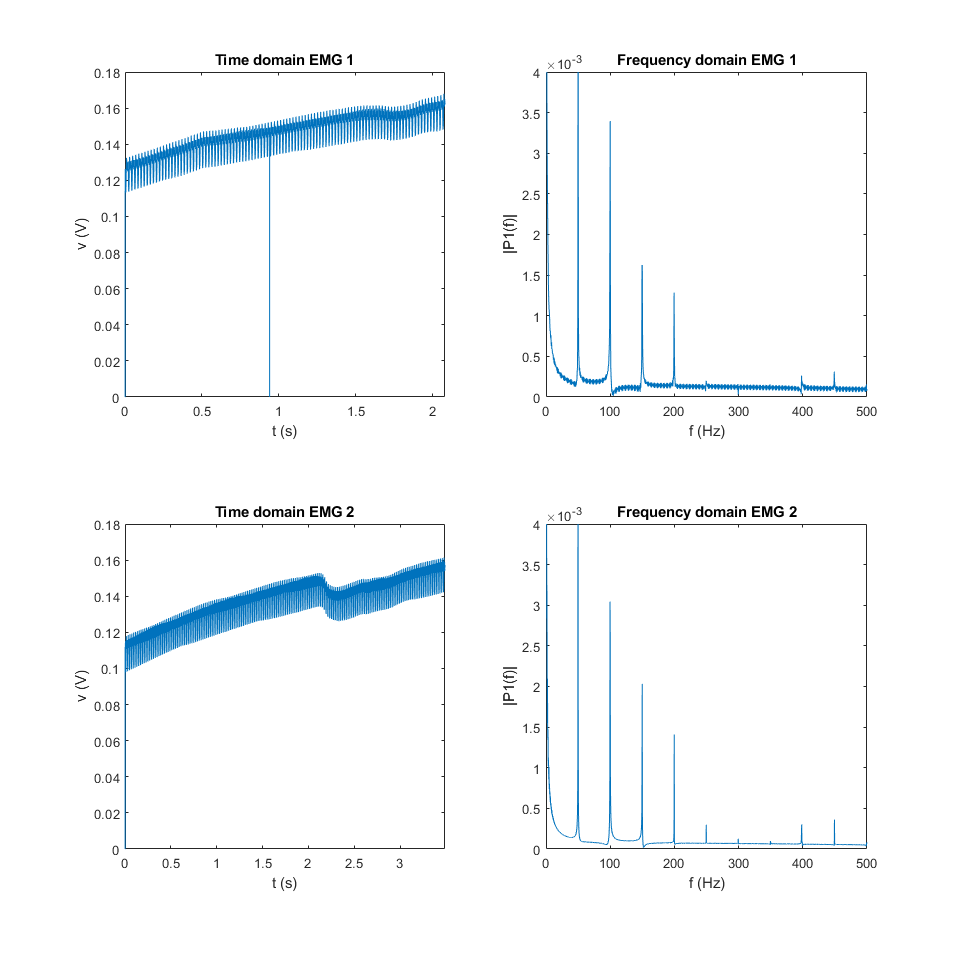 Time domain EMG 1
0.18
0.16
0.14
0.12
0.1
0.08
0.06
0.04
0.02
0
v (V)
0 0.5 1 1.5 2
t (s)
Frequency domain EMG 1
×10-3
4
3.5
3
2.5
2
1.5
1
0.5
0
|P1(f)|
0 100 200 300 400 500
f (Hz)
Time domain EMG 2
0.18
0.16
0.14
0.12
0.1
0.08
0.06
0.04
0.02
0
v (V)
0 0.5 1 1.5 2 2.5 3
t (s)
Frequency domain EMG 2
×10-3
4
3.5
3
2.5
2
1.5
1
0.5
0
|P1(f)|
0 100 200 300 400 500
f (Hz)